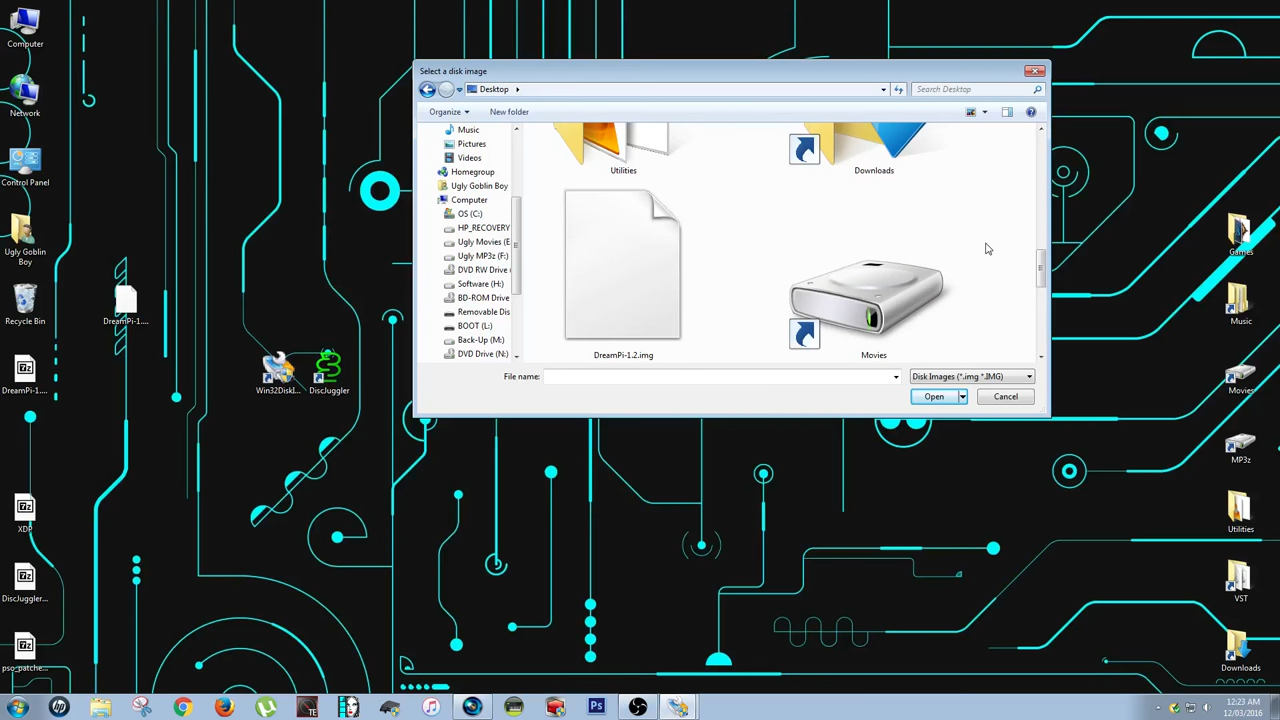 Computer
Network
Control Panel
Ugly Goblin
Boy
Recycle Bin
DreamPi-1....
XDP
DiscJuggler...
pso_patche...
DreamPi-1....
Win32DiskI...
DiscJuggler
Select a disk image
Desktop
Search Desktop
Organize
New folder
Music
Pictures
Videos
Homegroup
Ugly Goblin Boy
Computer
OS (C:)
HP_RECOVERY
Ugly Movies (E
Ugly MP3z (F:)
DVD RW Drive
Software (H:)
BD-ROM Drive
Removable Dis
BOOT (L:)
Back-Up (M:)
DVD Drive (N:)
Utilities
Downloads
DreamPi-1.2.img
Movies
File name:
Disk Images (*.img *.IMG)
Open
Cancel
Games
Music
Movies
MP3z
Utilities
VST
Downloads
hp
TE
Ps
12:23 AM
12/03/2016